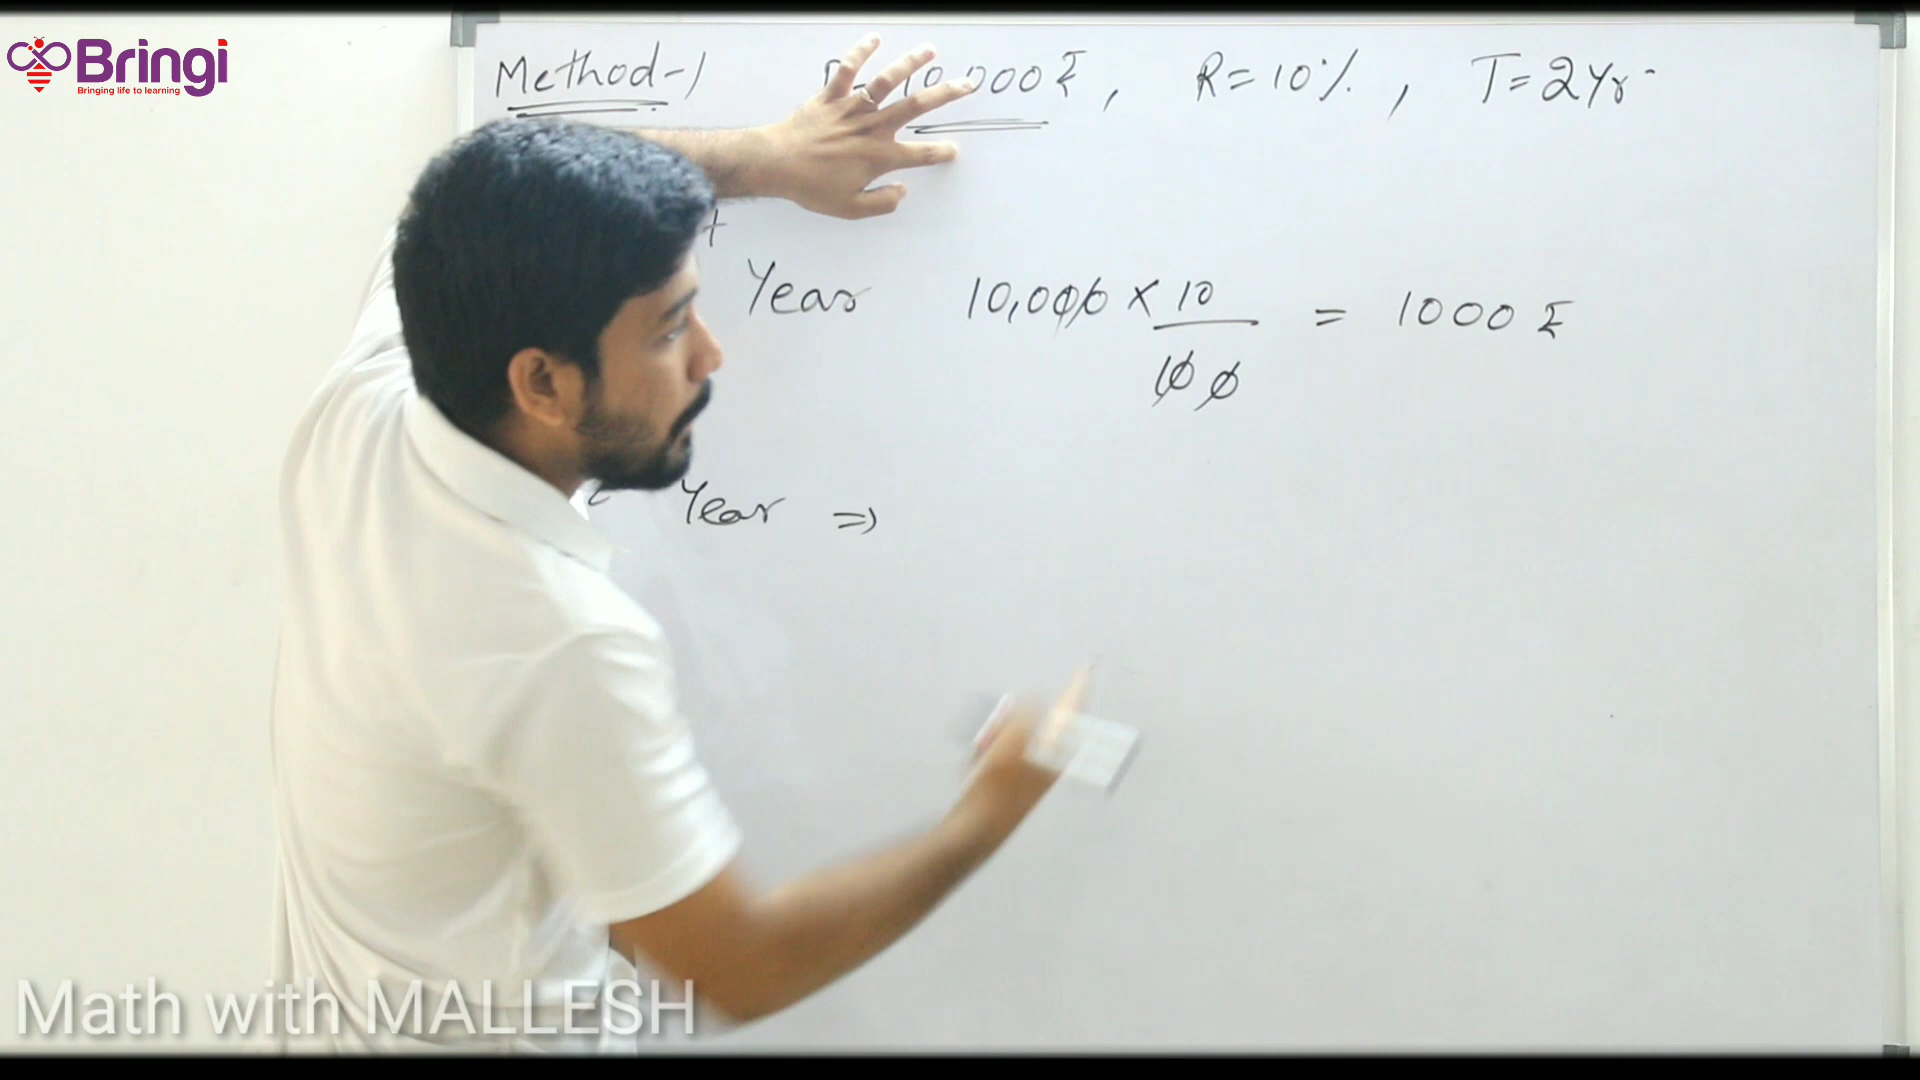 Bringi
Bringing life to learning
Method-1 10,000 ₹, R=10%, T=2Yr.
Year 10,000 × 10
= 1000 ₹
100
Year ⇒
Math with MALLESH